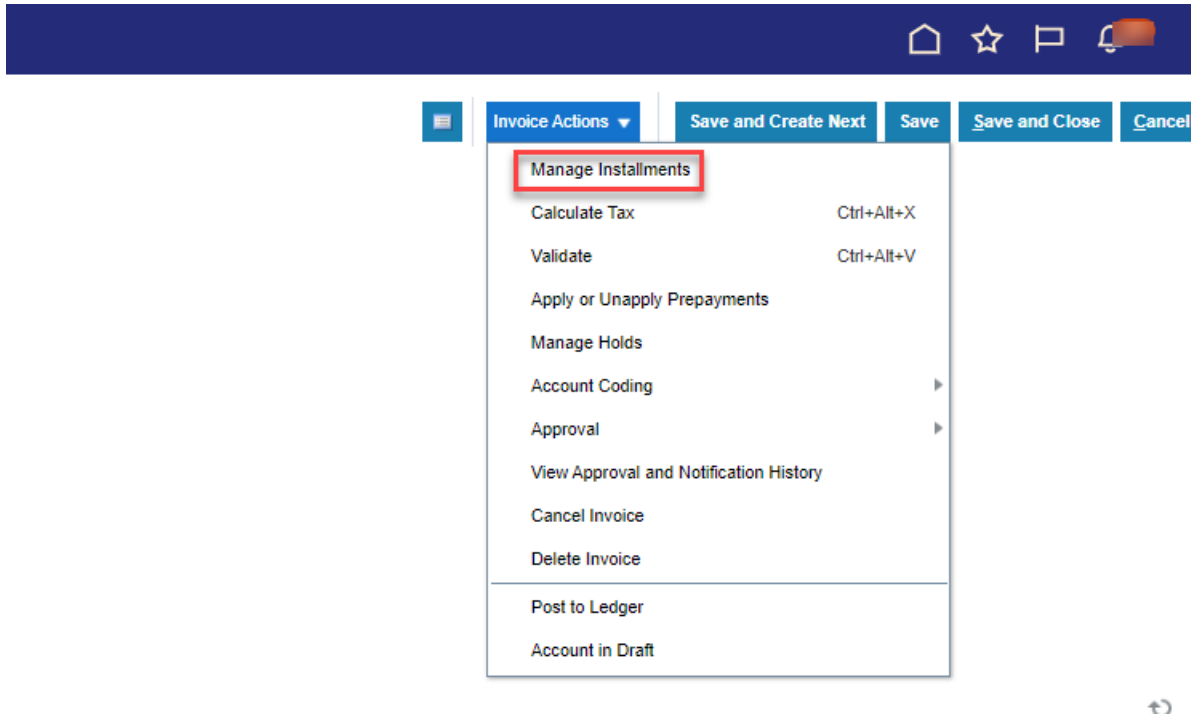 Invoice Actions Save and Create Next Save Save and Close Cancel
Manage Installments
Calculate Tax Ctrl+Alt+X
Validate Ctrl+Alt+V
Apply or Unapply Prepayments
Manage Holds
Account Coding
Approval
View Approval and Notification History
Cancel Invoice
Delete Invoice
Post to Ledger
Account in Draft